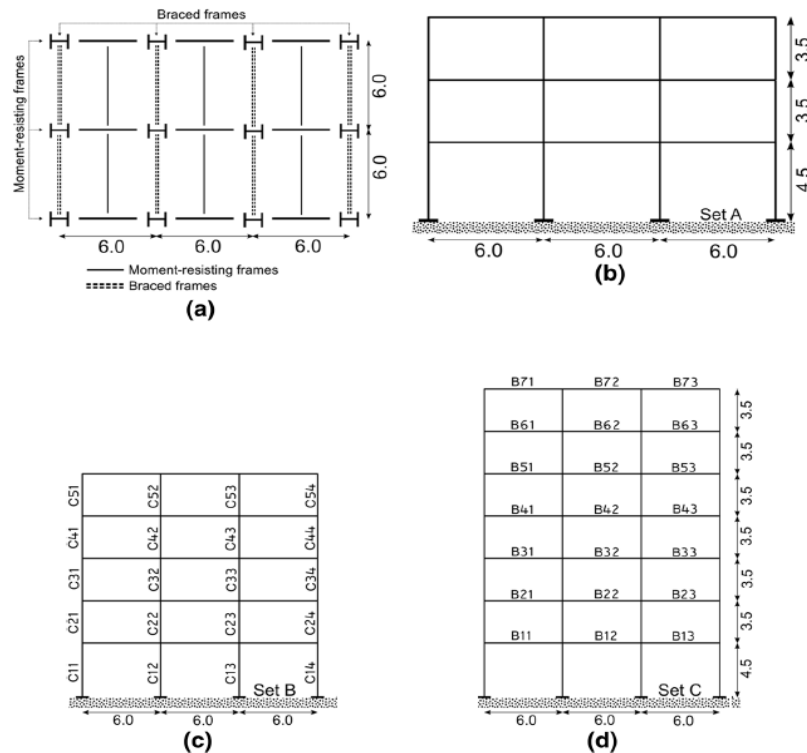 Braced frames
Moment-resisting frames
6.0
6.0
6.0 6.0 6.0
Moment-resisting frames
Braced frames
(a)
3.5
3.5
4.5
Set A
6.0 6.0 6.0
(b)
C51 C52 C53 C54
C41 C42 C43 C44
C31 C32 C33 C34
C21 C22 C23 C24
C11 C12 C13 C14
Set B
6.0 6.0 6.0
(c)
B71 B72 B73
3.5
B61 B62 B63
3.5
B51 B52 B53
3.5
B41 B42 B43
3.5
B31 B32 B33
3.5
B21 B22 B23
3.5
B11 B12 B13
4.5
Set C
6.0 6.0 6.0
(d)